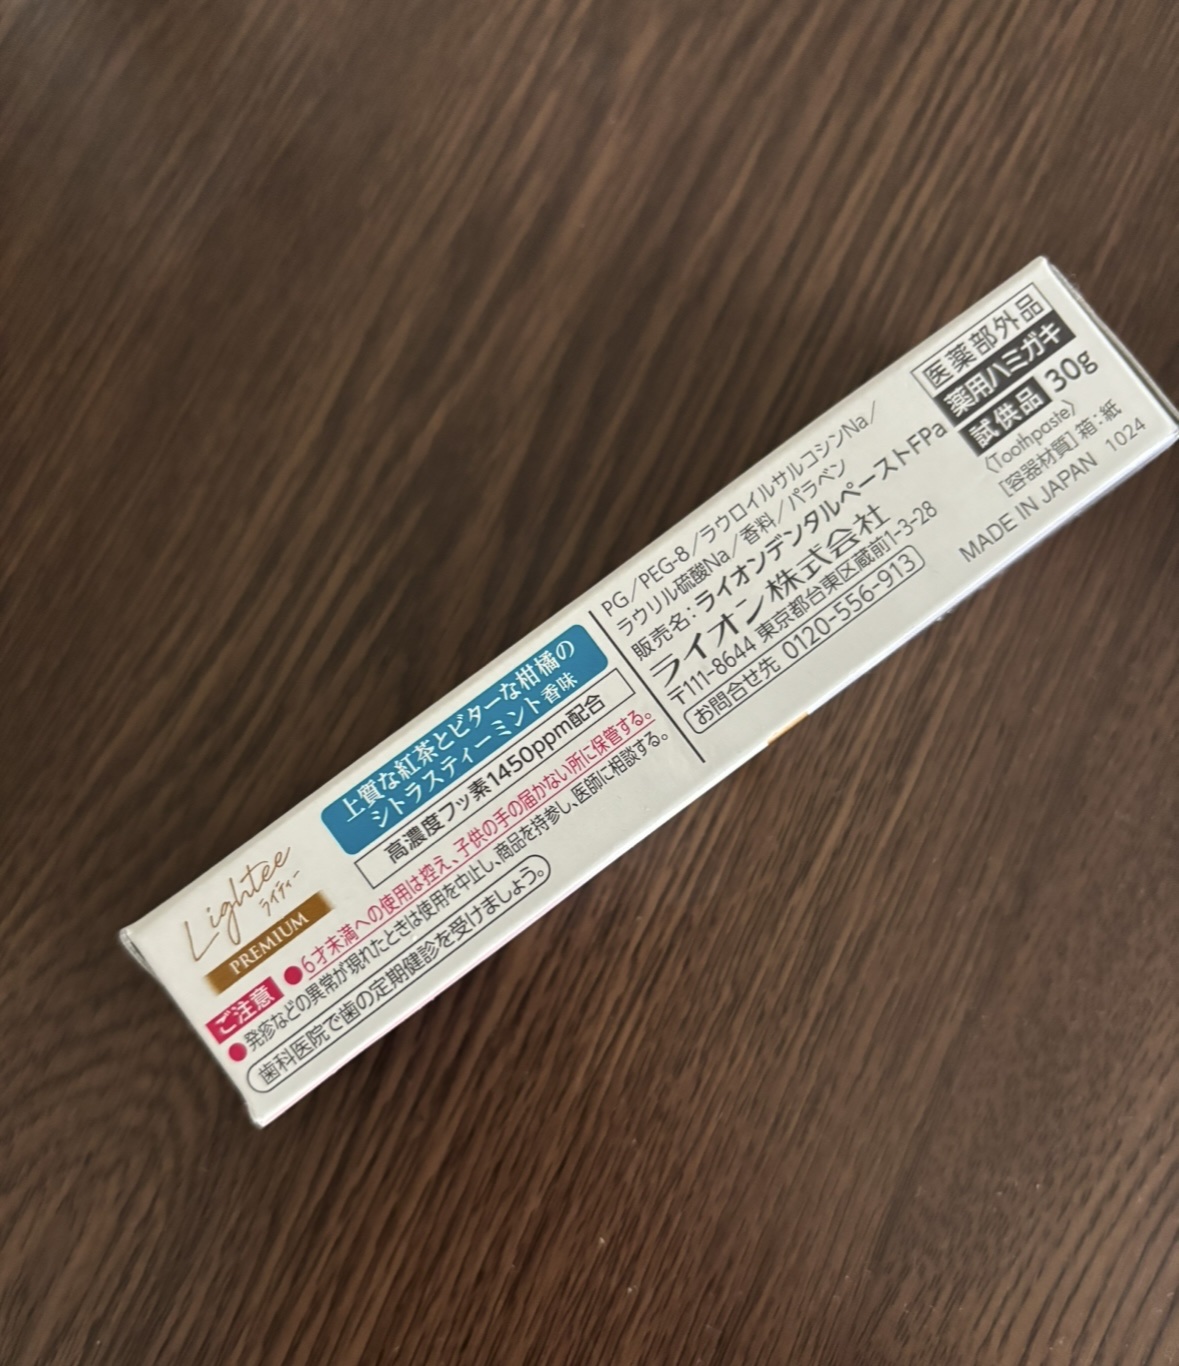 Lightee
ライティー
PREMIUM
上質な紅茶とビターな柑橘の
シトラスティーミント香味
高濃度フッ素1450ppm配合
ご注意
●6才未満への使用は控え、子供の手の届かない所に保管する。
●発疹などの異常が現れたときは使用を中止し、商品を持参し、医師に相談する。
歯科医院で歯の定期健診を受けましょう。
PG/PEG-8/ラウロイルサルコシンNa/
ラウリル硫酸Na/香料/パラベン
販売名:ライオンデンタルペーストFPa
ライオン株式会社
〒111-8644 東京都台東区蔵前1-3-28
お問合せ先 0120-556-913
医薬部外品
薬用ハミガキ
試供品 30g
〈Toothpaste〉
[容器材質]箱:紙
MADE IN JAPAN 1024